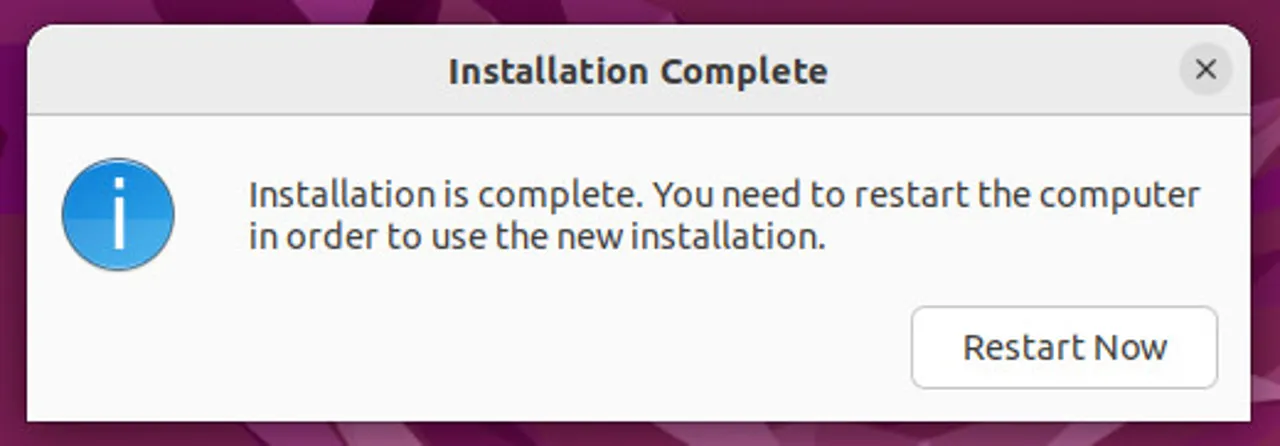 Installation Complete
Installation is complete. You need to restart the computer
in order to use the new installation.
Restart Now